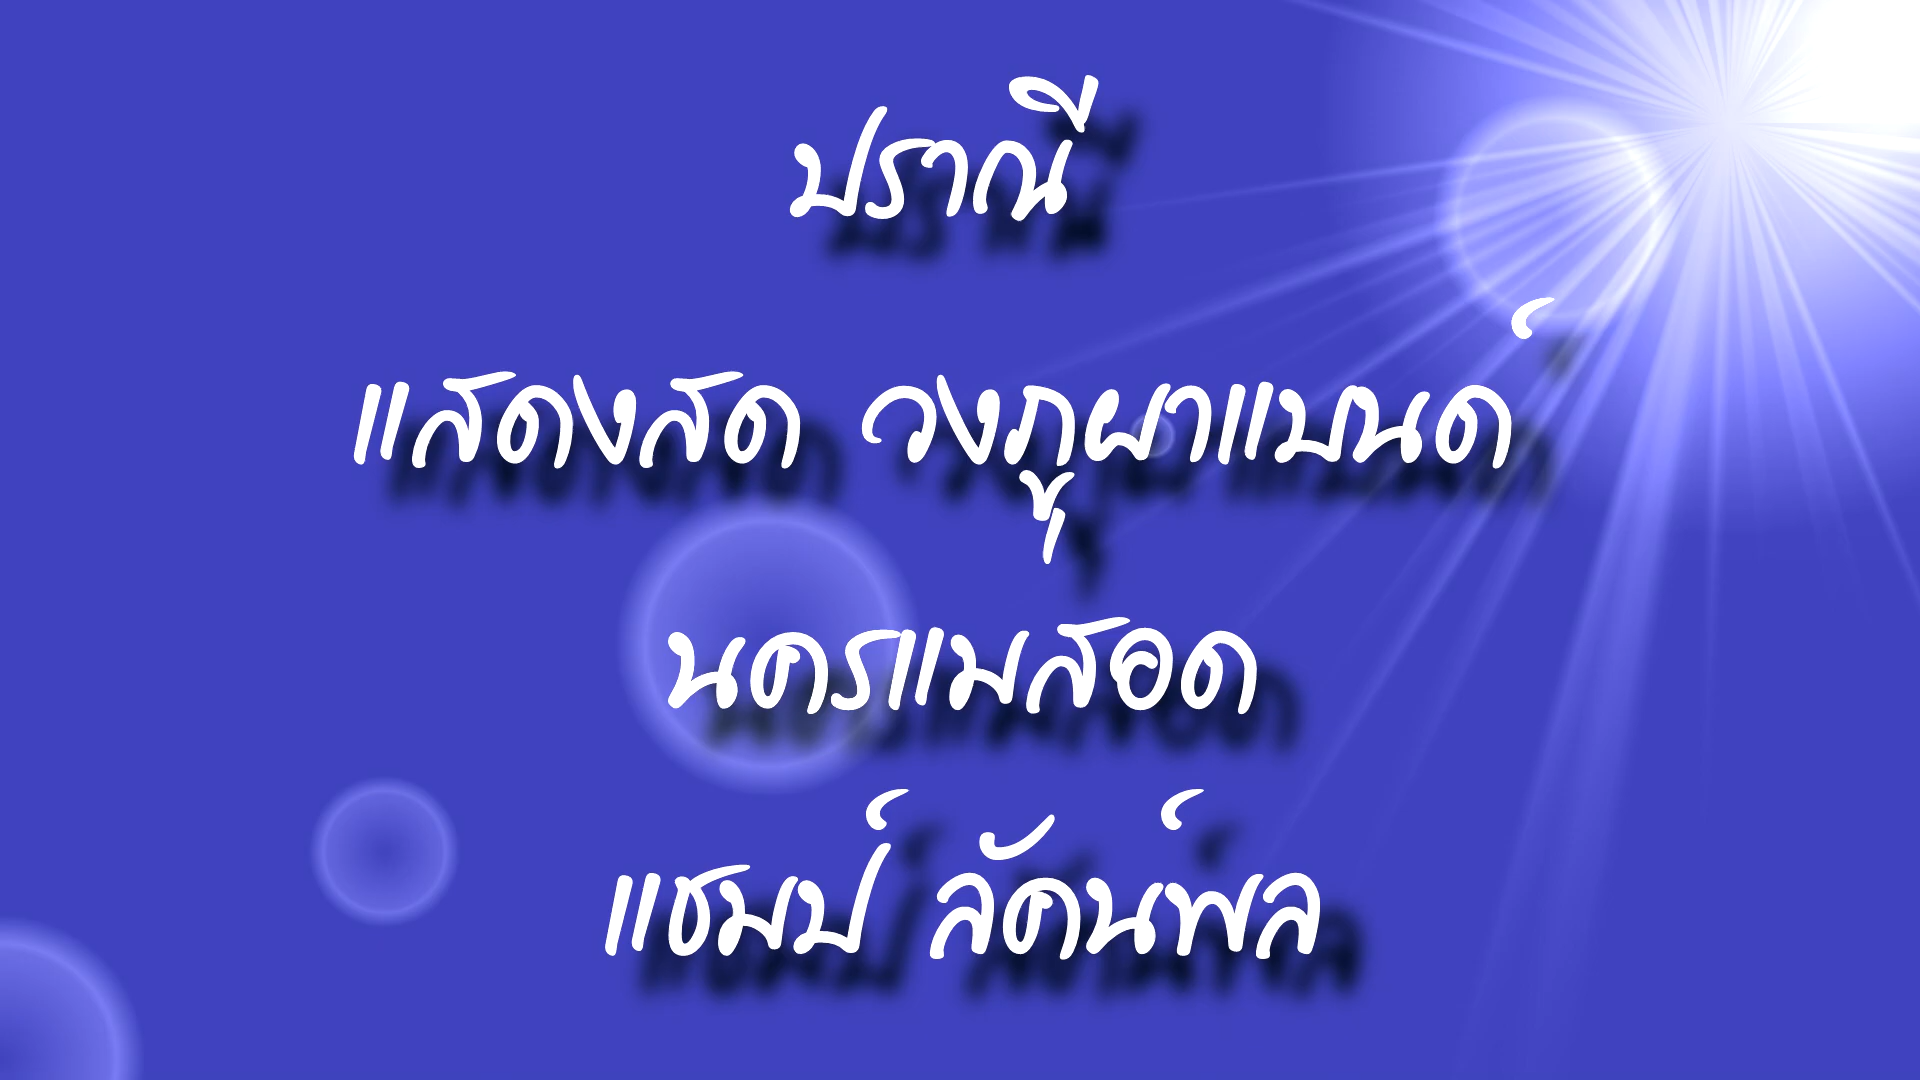 ปราณี
แสดงสด วงภูผาแบนด์
นครแมสอด
แชมป์ ลัคน์พล